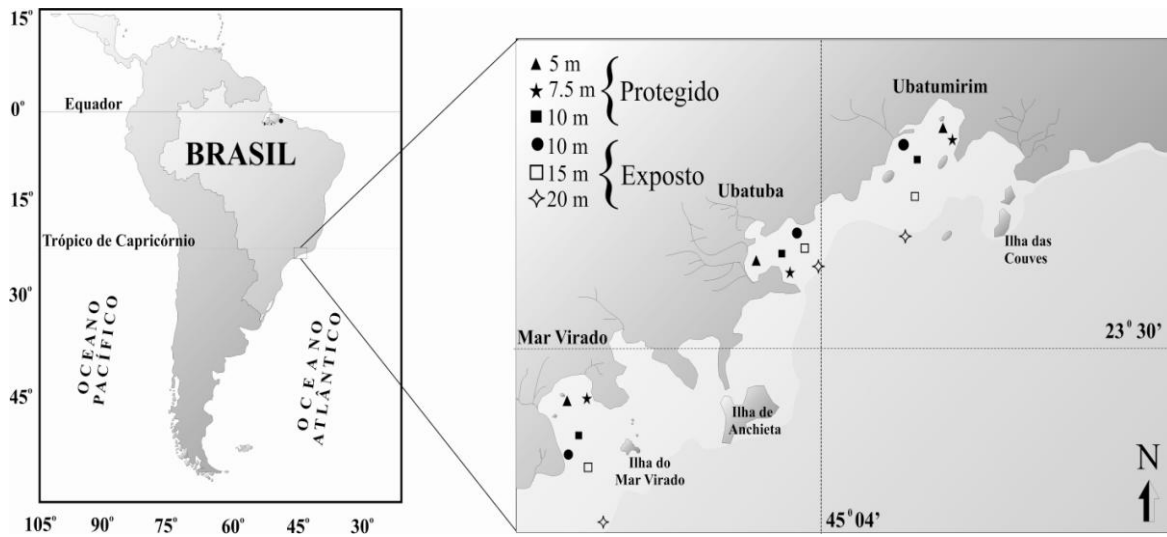 15°
0°
15°
30°
45°
105°
90°
75°
60°
45°
30°
Equador
BRASIL
Trópico de Capricórnio
OCEANO
PACÍFICO
OCEANO
ATLÂNTICO
5 m
7.5 m
10 m
Protegido
10 m
15 m
20 m
Exposto
Ubatumirim
Ubatuba
Ilha das
Couves
Mar Virado
23° 30'
Ilha de
Anchieta
Ilha do
Mar Virado
N
45° 04'